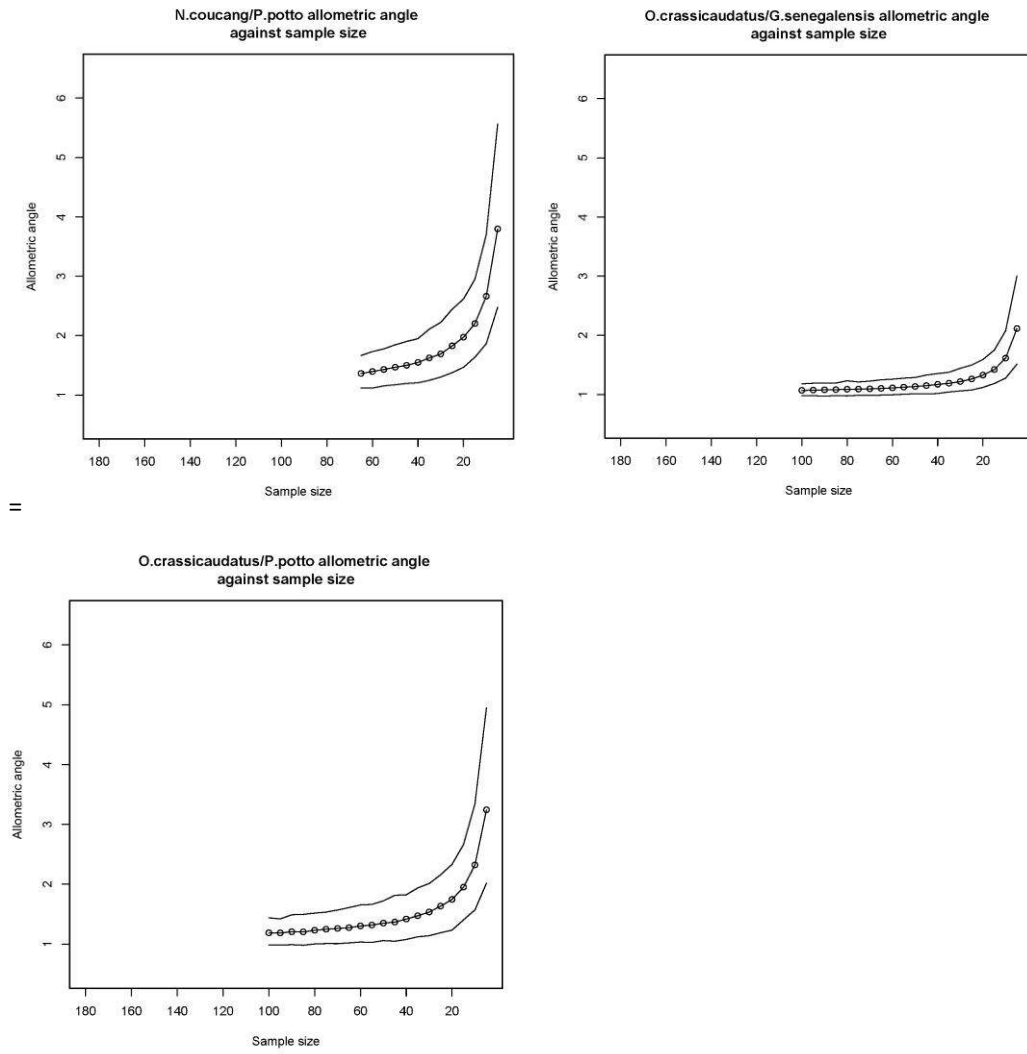 N.coucang/P.potto allometric angle
against sample size
Allometric angle
6
5
4
3
2
1
180 160 140 120 100 80 60 40 20
Sample size
O.crassicaudatus/G.senegalensis allometric angle
against sample size
Allometric angle
6
5
4
3
2
1
180 160 140 120 100 80 60 40 20
Sample size
=
O.crassicaudatus/P.potto allometric angle
against sample size
Allometric angle
6
5
4
3
2
1
180 160 140 120 100 80 60 40 20
Sample size